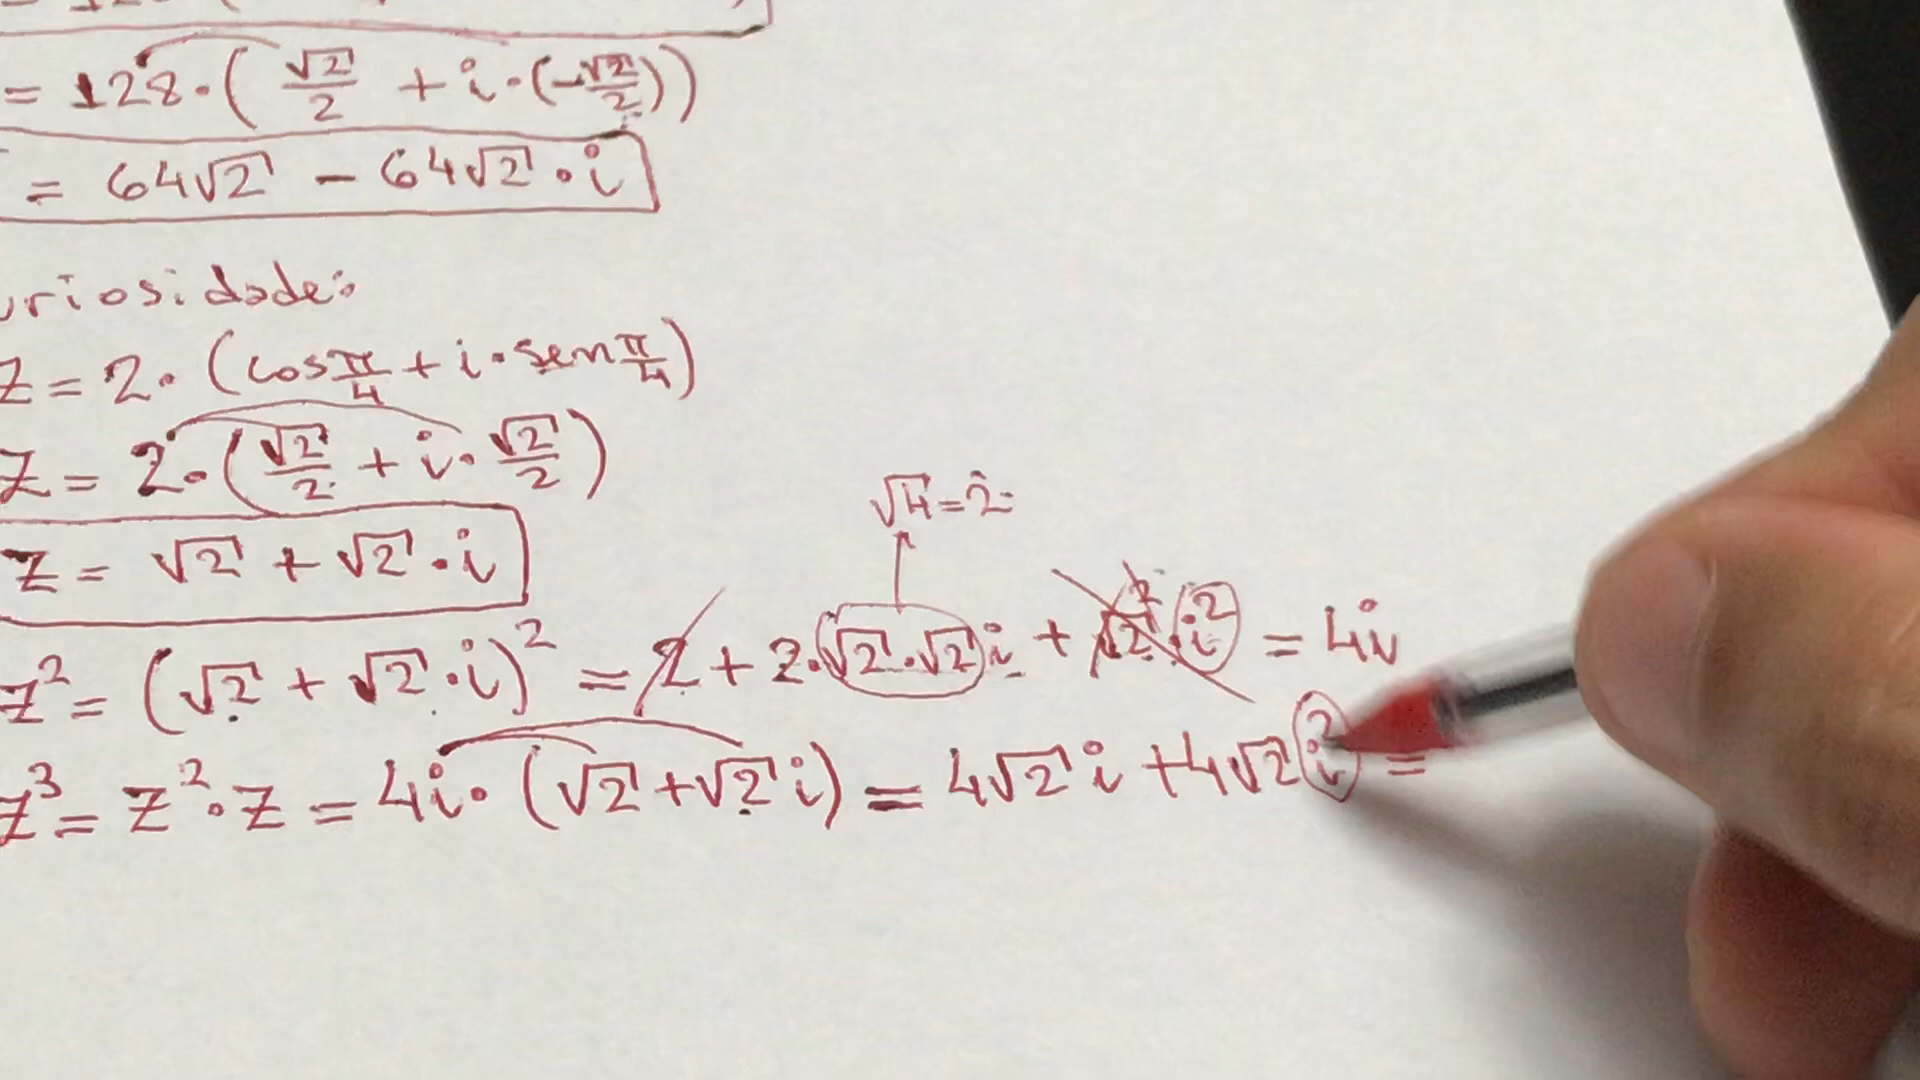 = 128·(√2/2 + i·(-√2/2))
= 64√2 - 64√2·i
uriosidade:
z = 2·(cos π/4 + i·sen π/4)
z = 2·(√2/2 + i·√2/2)
z = √2 + √2·i
√4 = 2
z² = (√2 + √2·i)² = 2 + 2·√2·√2 i + √2²·i² = 4i
z³ = z²·z = 4i·(√2 + √2 i) = 4√2 i + 4√2 i² =